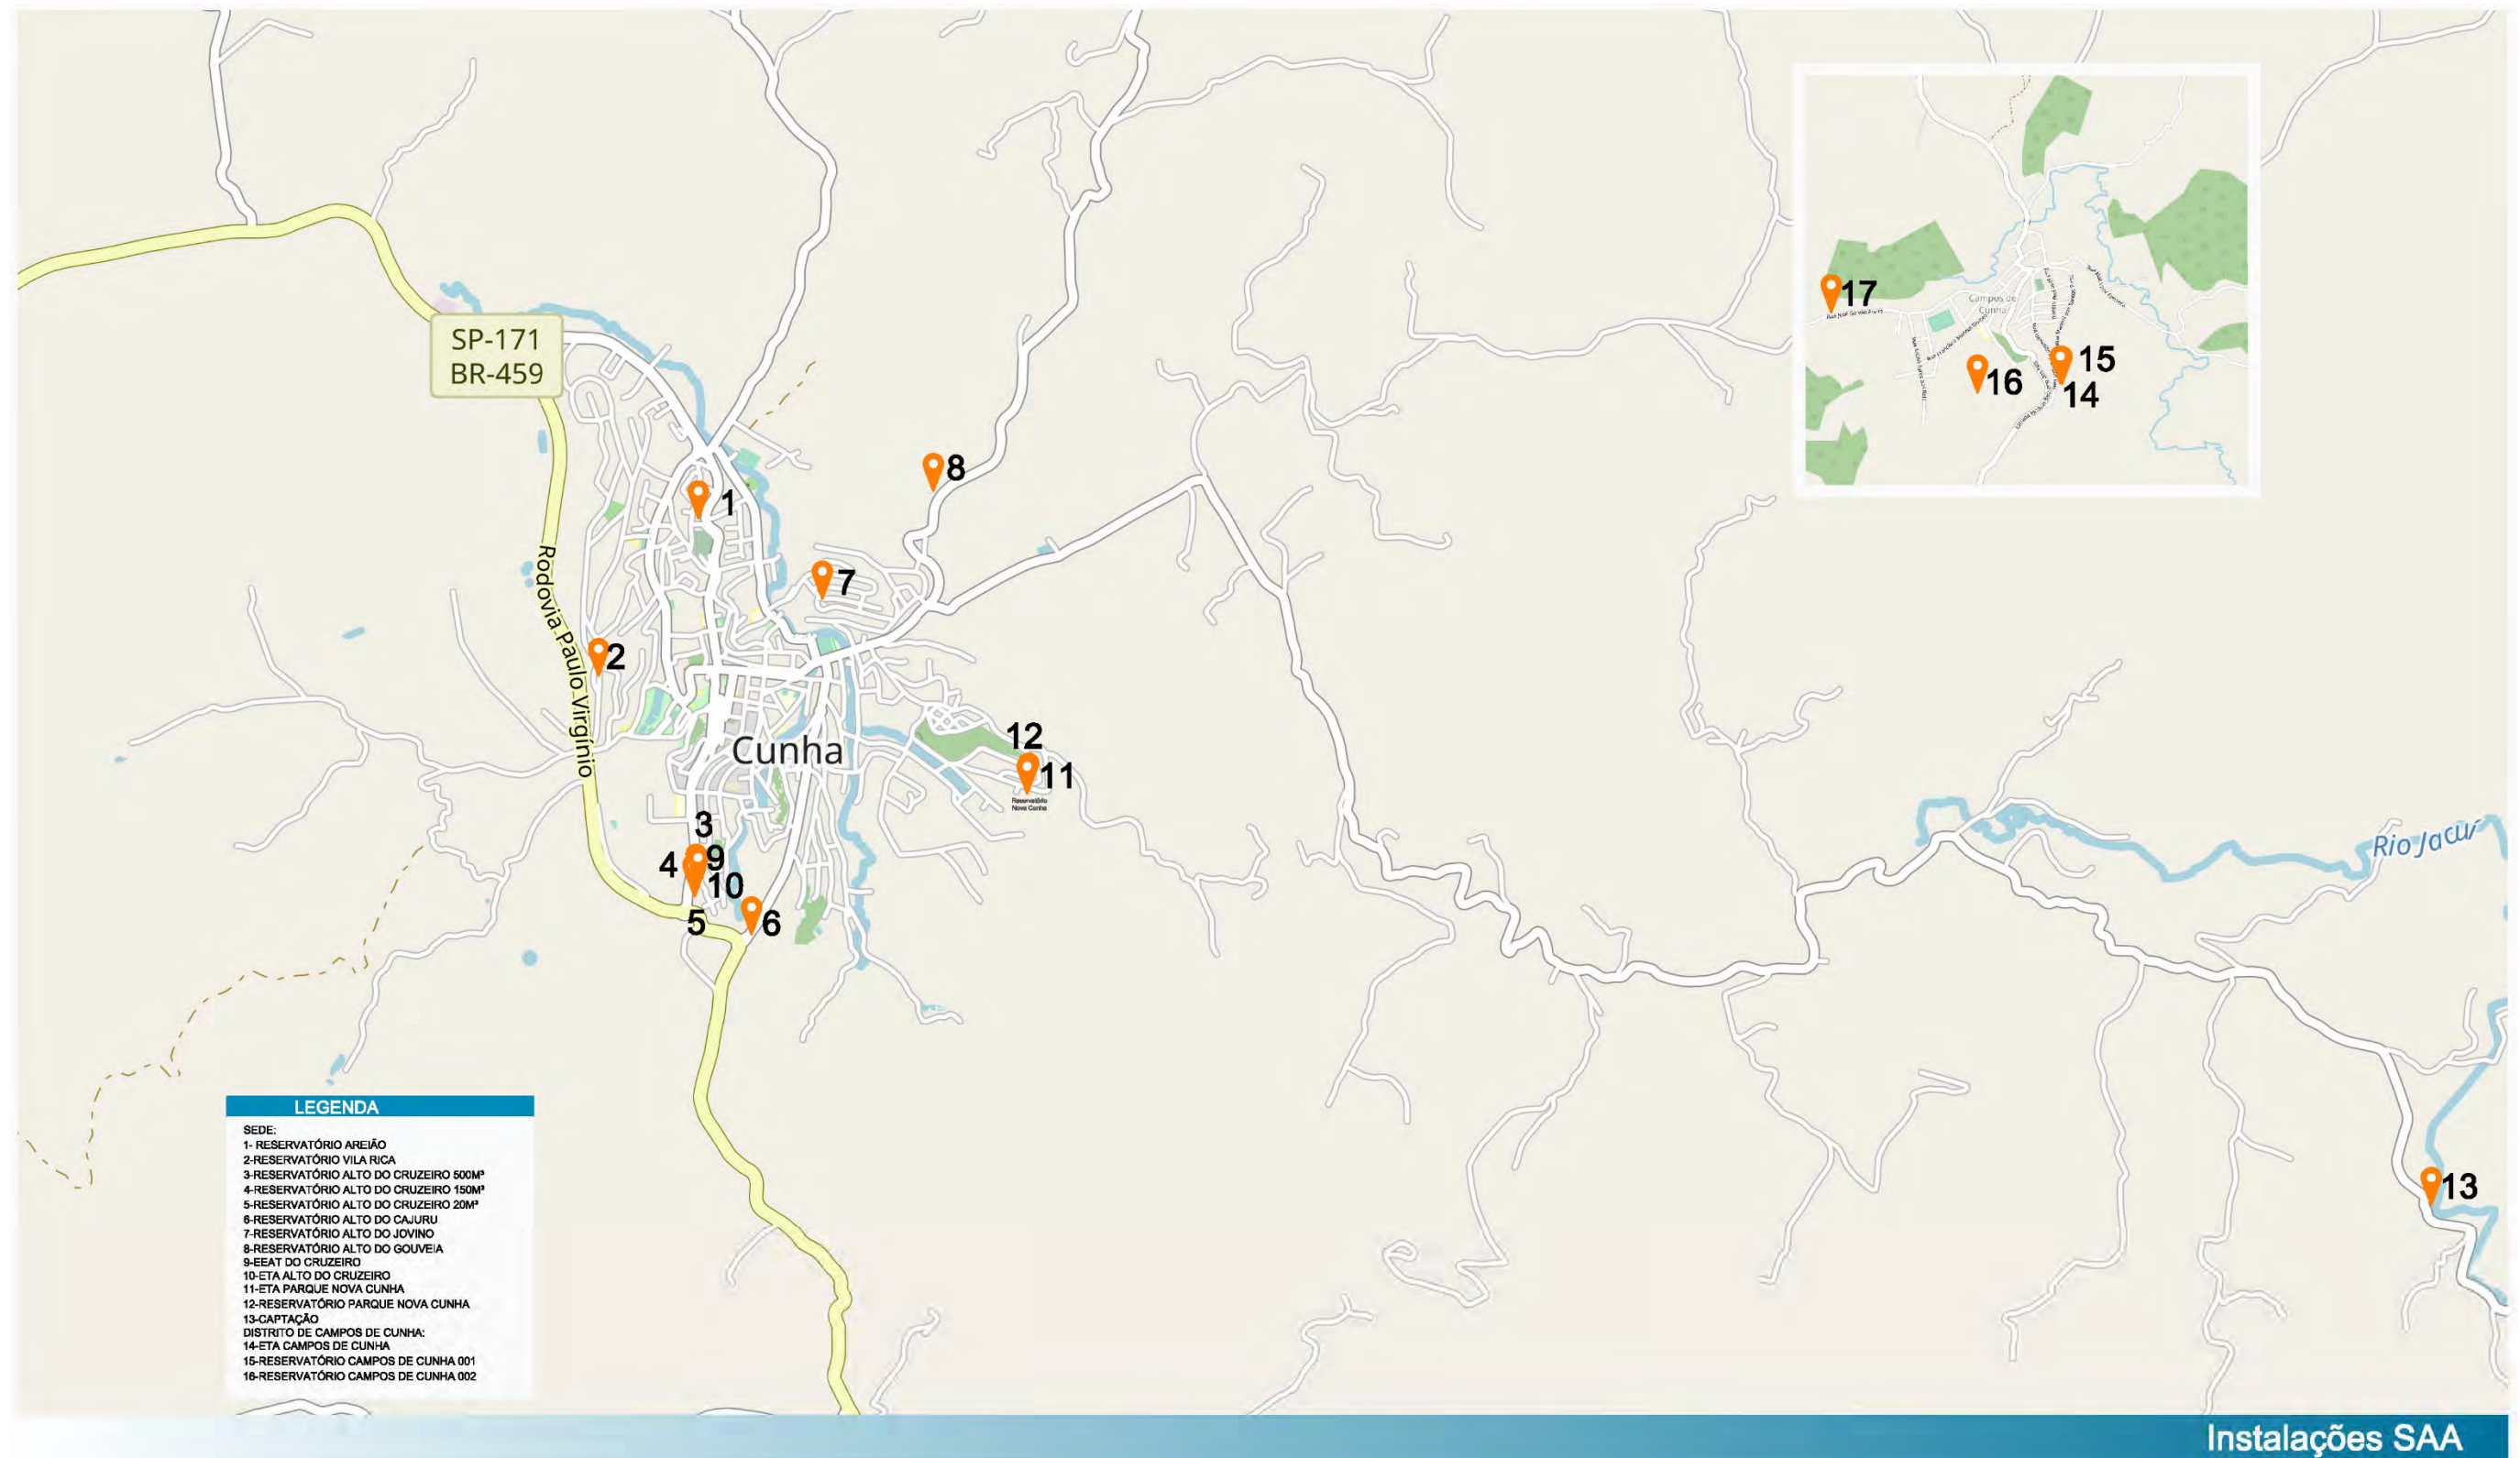 SP-171
BR-459
Rodovia Paulo Virgínio
1
2
3
4
5
6
7
8
9
10
11
12
13
Cunha
Reservatório
Nova Cunha
Rio Jacuí
17
16
15
14
Campos de
Cunha
LEGENDA
SEDE:
1- RESERVATÓRIO AREIÃO
2-RESERVATÓRIO VILA RICA
3-RESERVATÓRIO ALTO DO CRUZEIRO 500M³
4-RESERVATÓRIO ALTO DO CRUZEIRO 150M³
5-RESERVATÓRIO ALTO DO CRUZEIRO 20M³
6-RESERVATÓRIO ALTO DO CAJURU
7-RESERVATÓRIO ALTO DO JOVINO
8-RESERVATÓRIO ALTO DO GOUVEIA
9-EEAT DO CRUZEIRO
10-ETA ALTO DO CRUZEIRO
11-ETA PARQUE NOVA CUNHA
12-RESERVATÓRIO PARQUE NOVA CUNHA
13-CAPTAÇÃO
DISTRITO DE CAMPOS DE CUNHA:
14-ETA CAMPOS DE CUNHA
15-RESERVATÓRIO CAMPOS DE CUNHA 001
16-RESERVATÓRIO CAMPOS DE CUNHA 002
Instalações SAA